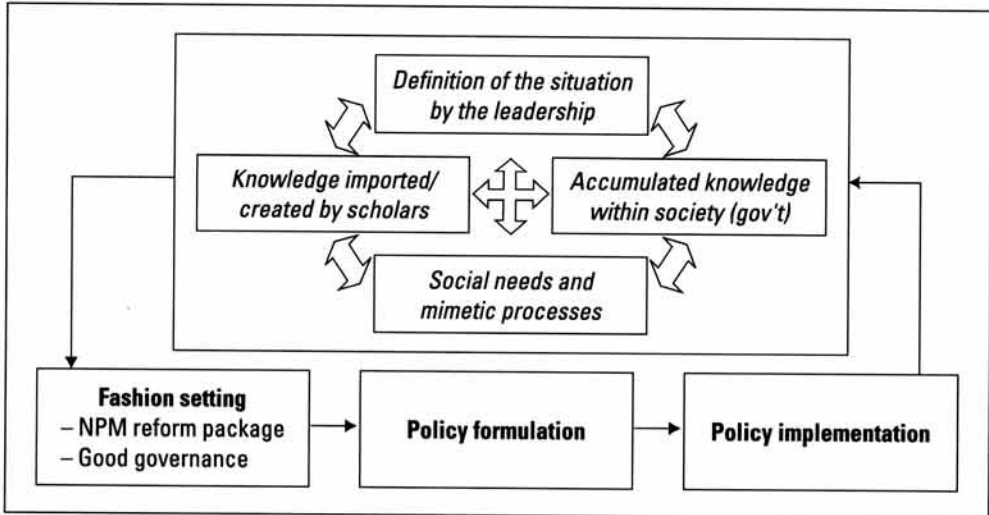 Definition of the situation
by the leadership
Knowledge imported/
created by scholars
Accumulated knowledge
within society (gov't)
Social needs and
mimetic processes
Fashion setting
– NPM reform package
– Good governance
Policy formulation
Policy implementation